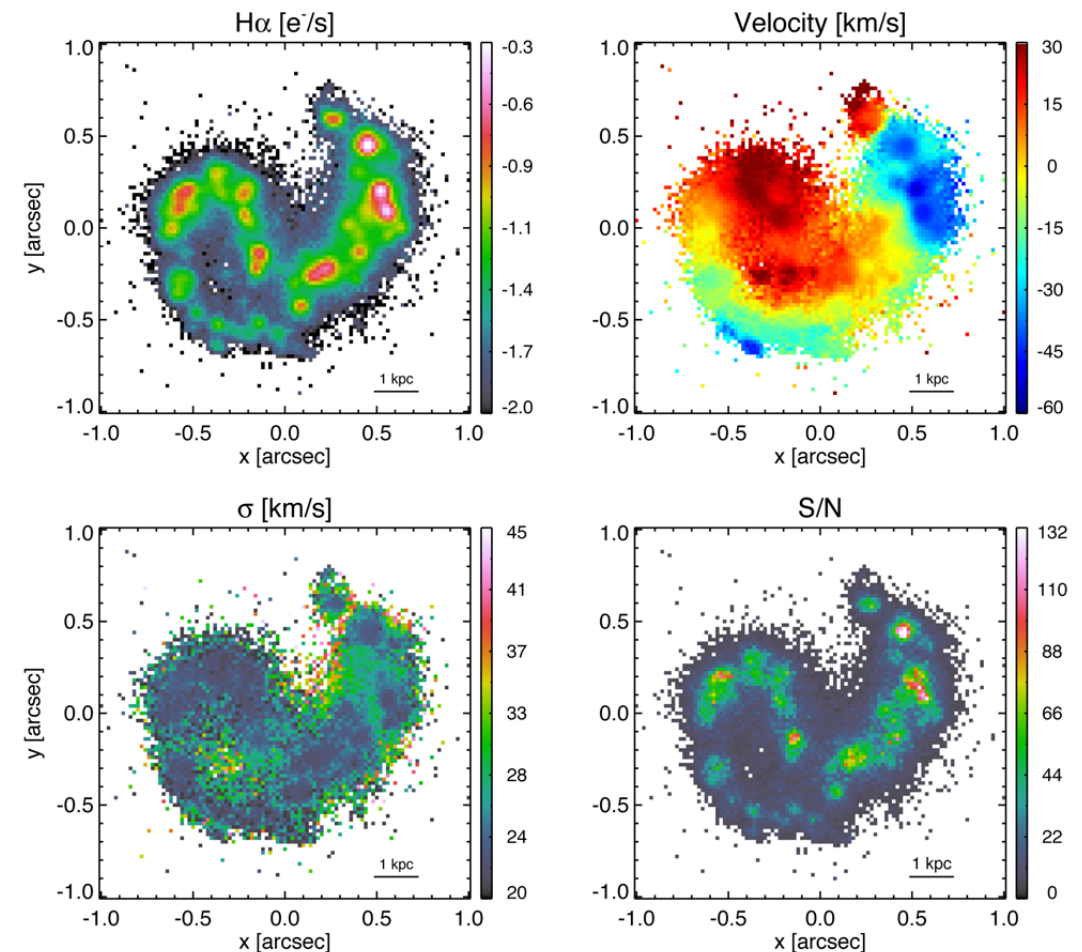 Hα [e⁻/s]
1.0
0.5
0.0
-0.5
-1.0
y [arcsec]
-1.0 -0.5 0.0 0.5 1.0
x [arcsec]
1 kpc
-0.3
-0.6
-0.9
-1.1
-1.4
-1.7
-2.0
Velocity [km/s]
1.0
0.5
0.0
-0.5
-1.0
-1.0 -0.5 0.0 0.5 1.0
x [arcsec]
1 kpc
30
15
0
-15
-30
-45
-60
σ [km/s]
1.0
0.5
0.0
-0.5
-1.0
y [arcsec]
-1.0 -0.5 0.0 0.5 1.0
x [arcsec]
1 kpc
45
41
37
33
28
24
20
S/N
1.0
0.5
0.0
-0.5
-1.0
-1.0 -0.5 0.0 0.5 1.0
x [arcsec]
1 kpc
132
110
88
66
44
22
0